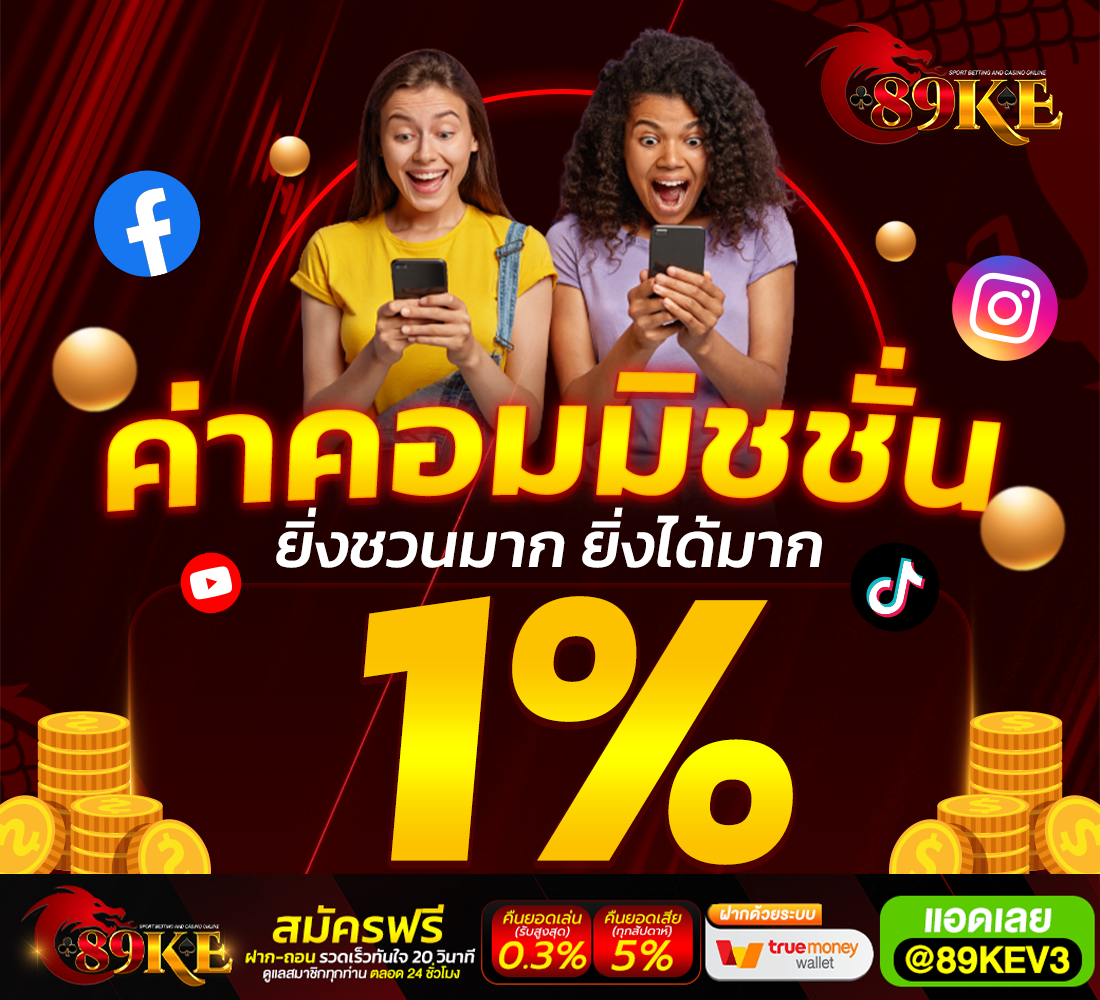 SPORT BETTING AND CASINO ONLINE
89KE
ค่าคอมมิชชั่น
ยิ่งชวนมาก ยิ่งได้มาก
1%
SPORT BETTING AND CASINO ONLINE
89KE
สมัครฟรี
ฝาก-ถอน รวดเร็วทันใจ 20 วินาที
ดูแลสมาชิกทุกท่าน ตลอด 24 ชั่วโมง
คืนยอดเล่น
(รับสูงสุด)
0.3%
คืนยอดเสีย
(ทุกสัปดาห์)
5%
ฝากด้วยระบบ
truemoney
wallet
แอดเลย
@89KEV3